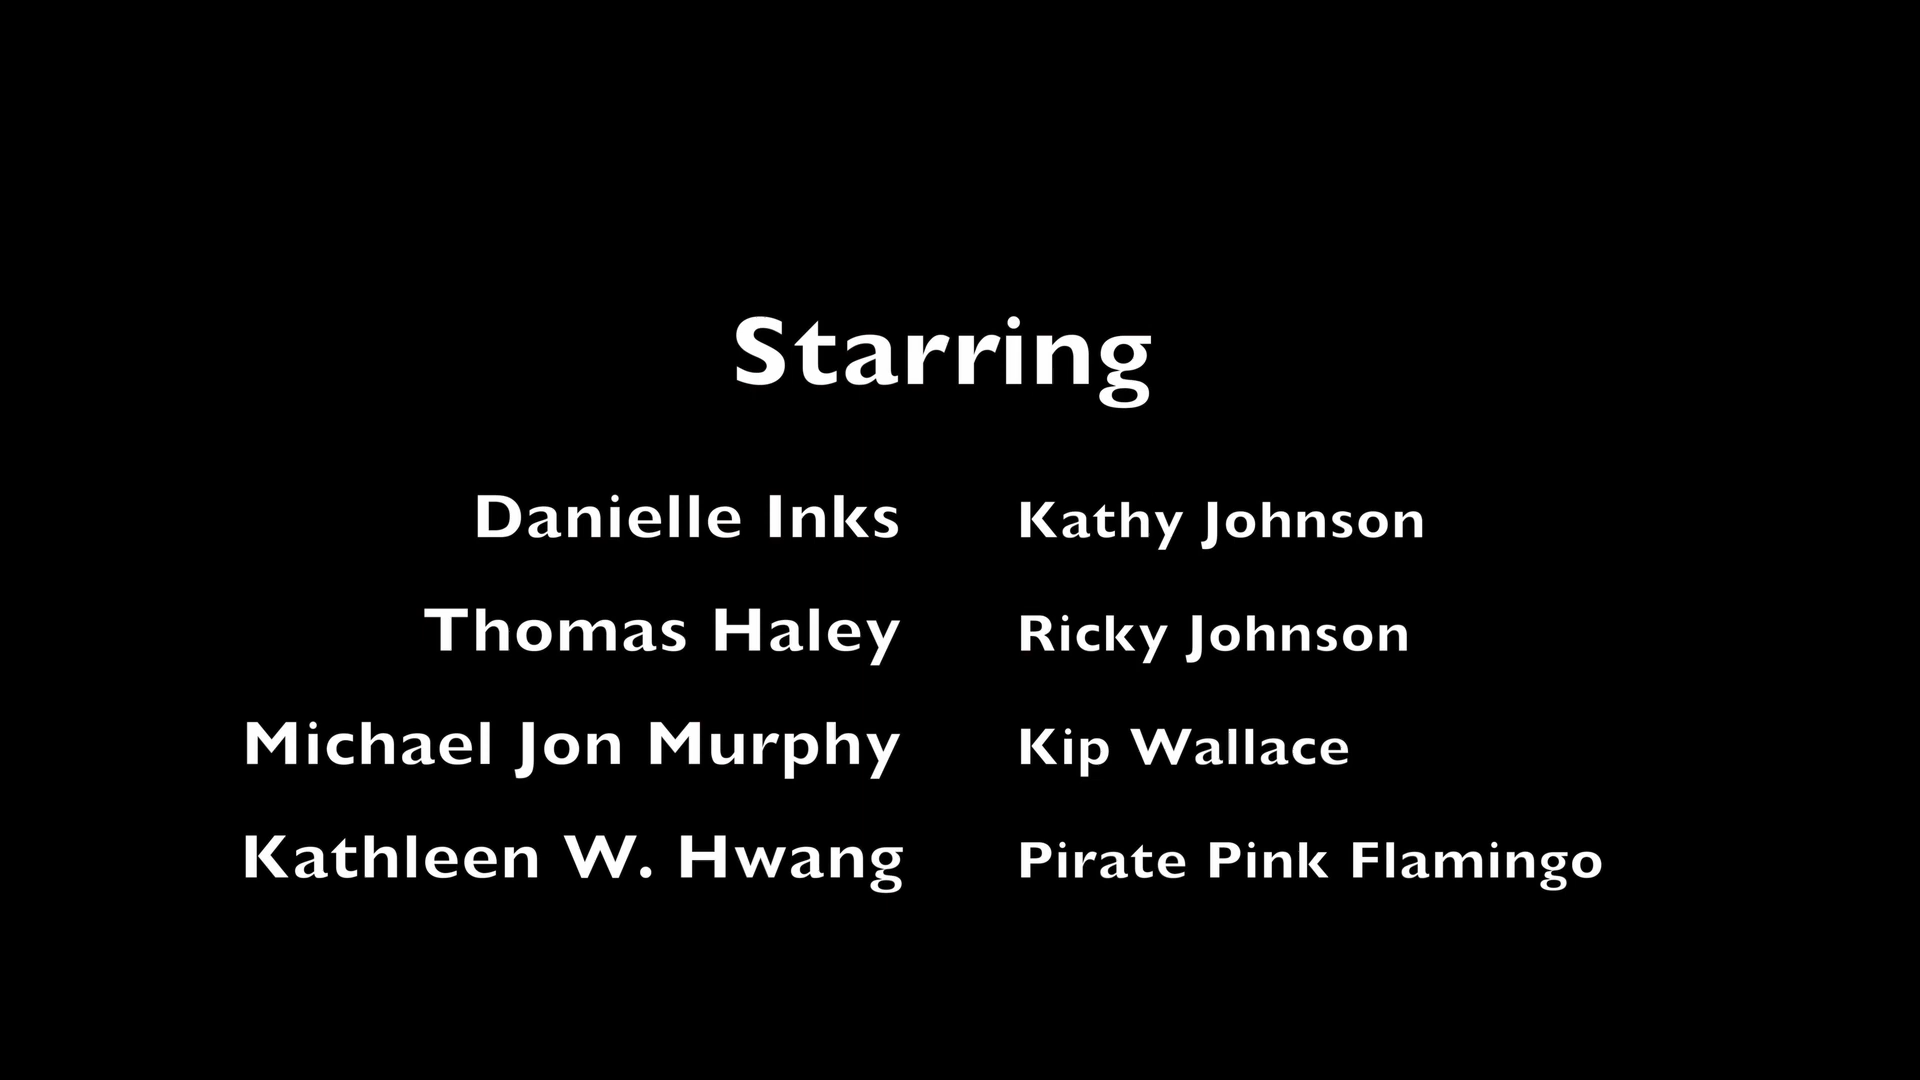 Starring
Danielle Inks Kathy Johnson
Thomas Haley Ricky Johnson
Michael Jon Murphy Kip Wallace
Kathleen W. Hwang Pirate Pink Flamingo